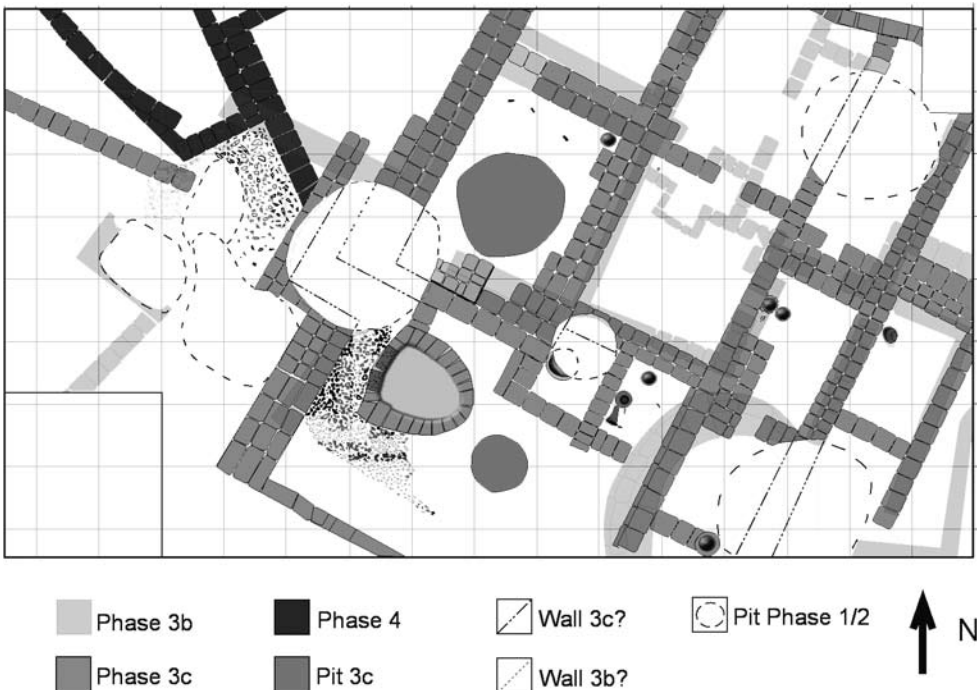 Phase 3b
Phase 4
Wall 3c?
Pit Phase 1/2
N
Phase 3c
Pit 3c
Wall 3b?